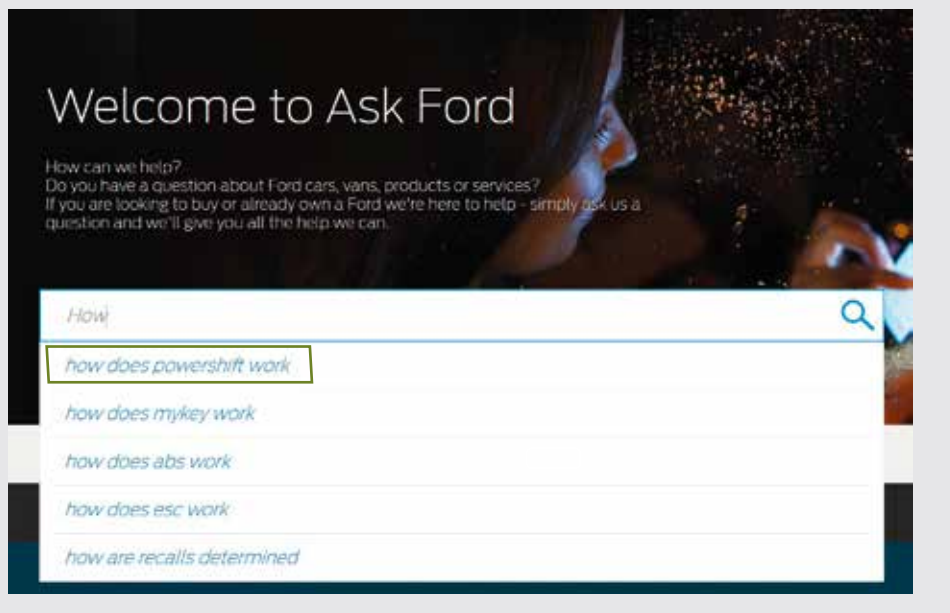 Welcome to Ask Ford
How can we help?
Do you have a question about Ford cars, vans, products or services?
If you are looking to buy or already own a Ford we're here to help - simply ask us a
question and we'll give you all the help we can.
How
how does powershift work
how does mykey work
how does abs work
how does esc work
how are recalls determined